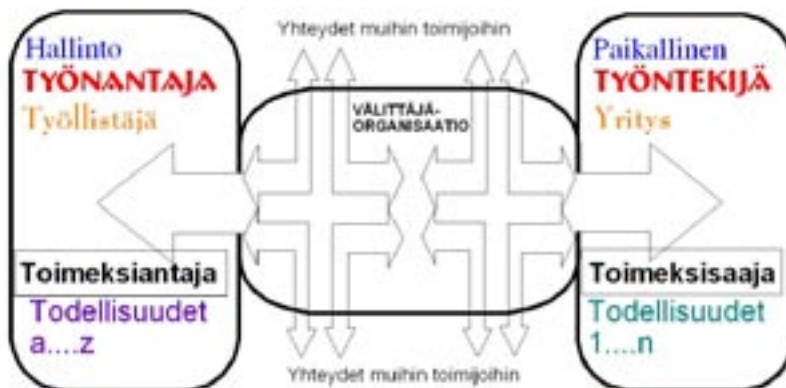 Yhteydet muihin toimijoihin
Hallinto
TYÖNANTAJA
Työllistäjä
VÄLITTÄJÄ-
ORGANISAATIO
Paikallinen
TYÖNTEKIJÄ
Yritys
Toimeksiantaja
Todellisuudet
a....z
Toimeksisaaja
Todellisuudet
1....n
Yhteydet muihin toimijoihin